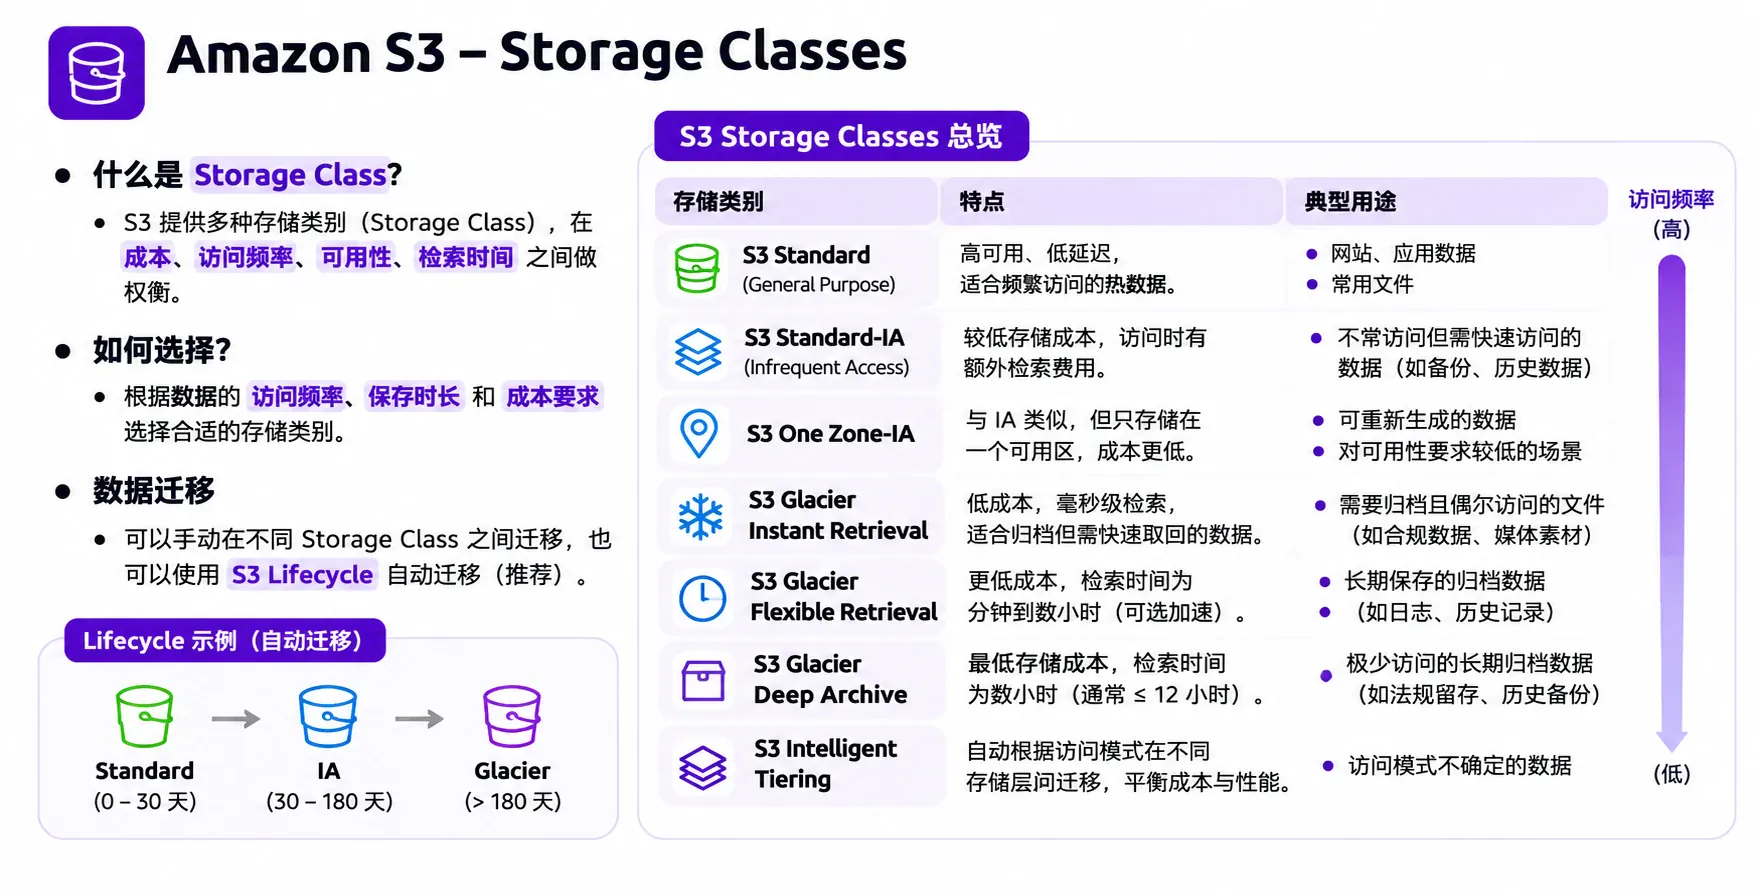 Amazon S3 – Storage Classes
什么是 Storage Class?
S3 提供多种存储类别（Storage Class），在
成本、访问频率、可用性、检索时间 之间做
权衡。
如何选择?
根据数据的 访问频率、保存时长 和 成本要求
选择合适的存储类别。
数据迁移
可以手动在不同 Storage Class 之间迁移，也
可以使用 S3 Lifecycle 自动迁移（推荐）。
Lifecycle 示例（自动迁移）
Standard
(0 – 30 天)
IA
(30 – 180 天)
Glacier
(> 180 天)
S3 Storage Classes 总览
存储类别
特点
典型用途
S3 Standard
(General Purpose)
高可用、低延迟，
适合频繁访问的热数据。
网站、应用数据
常用文件
S3 Standard-IA
(Infrequent Access)
较低存储成本，访问时有
额外检索费用。
不常访问但需快速访问的
数据（如备份、历史数据）
S3 One Zone-IA
与 IA 类似，但只存储在
一个可用区，成本更低。
可重新生成的数据
对可用性要求较低的场景
S3 Glacier
Instant Retrieval
低成本，毫秒级检索，
适合归档但需快速取回的数据。
需要归档且偶尔访问的文件
（如合规数据、媒体素材）
S3 Glacier
Flexible Retrieval
更低成本，检索时间为
分钟到数小时（可选加速）。
长期保存的归档数据
（如日志、历史记录）
S3 Glacier
Deep Archive
最低存储成本，检索时间
为数小时（通常 ≤ 12 小时）。
极少访问的长期归档数据
（如法规留存、历史备份）
S3 Intelligent
Tiering
自动根据访问模式在不同
存储层问迁移，平衡成本与性能。
访问模式不确定的数据
访问频率
(高)
(低)